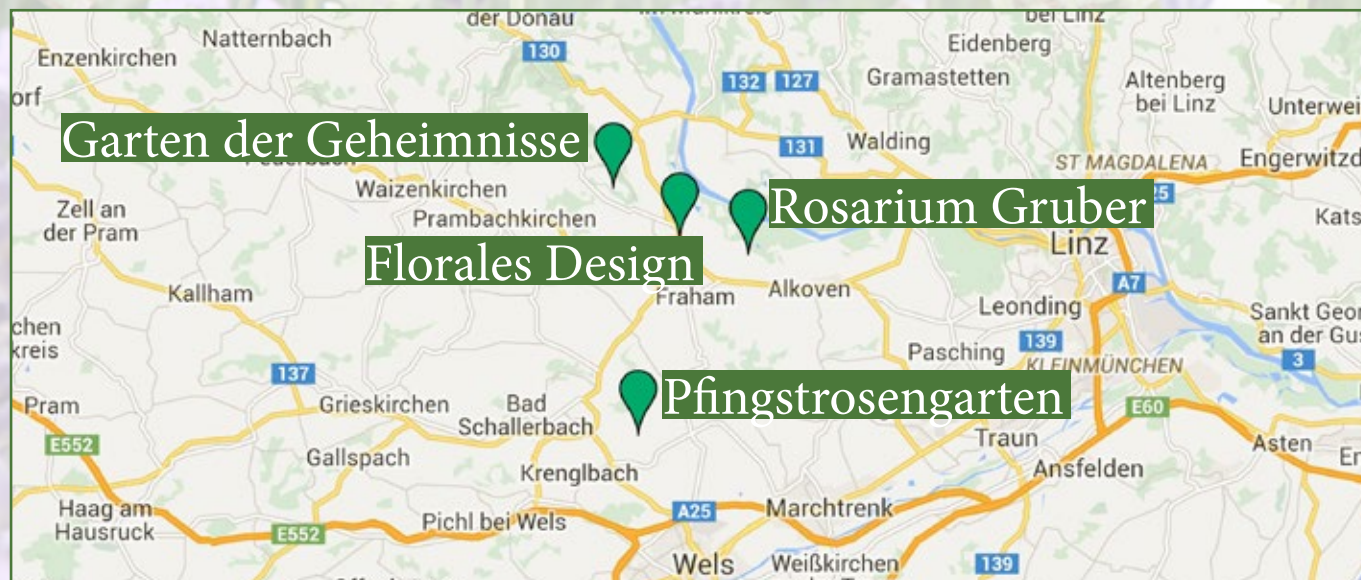 der Donau
bei Linz
Natternbach
Enzenkirchen
130
Eidenberg
132
127
Gramastetten
Altenberg
bei Linz
orf
Unterwei
Garten der Geheimnisse
131
Walding
ST MAGDALENA
Engerwitzd
Waizenkirchen
25
Zell an
der Pram
Prambachkirchen
Rosarium Gruber
Kats
Linz
Florales Design
A7
Kallham
Fraham
Alkoven
Leonding
chen
kreis
Sankt Geor
an der Gus
139
Pasching
3
137
KLEINMÜNCHEN
Pram
Grieskirchen
Bad
Schallerbach
Pfingstrosengarten
E60
E552
Traun
Asten
Gallspach
Krenglbach
Ansfelden
En
Haag am
Hausruck
Pichl bei Wels
A25
Marchtrenk
E552
Wels
Weißkirchen
139